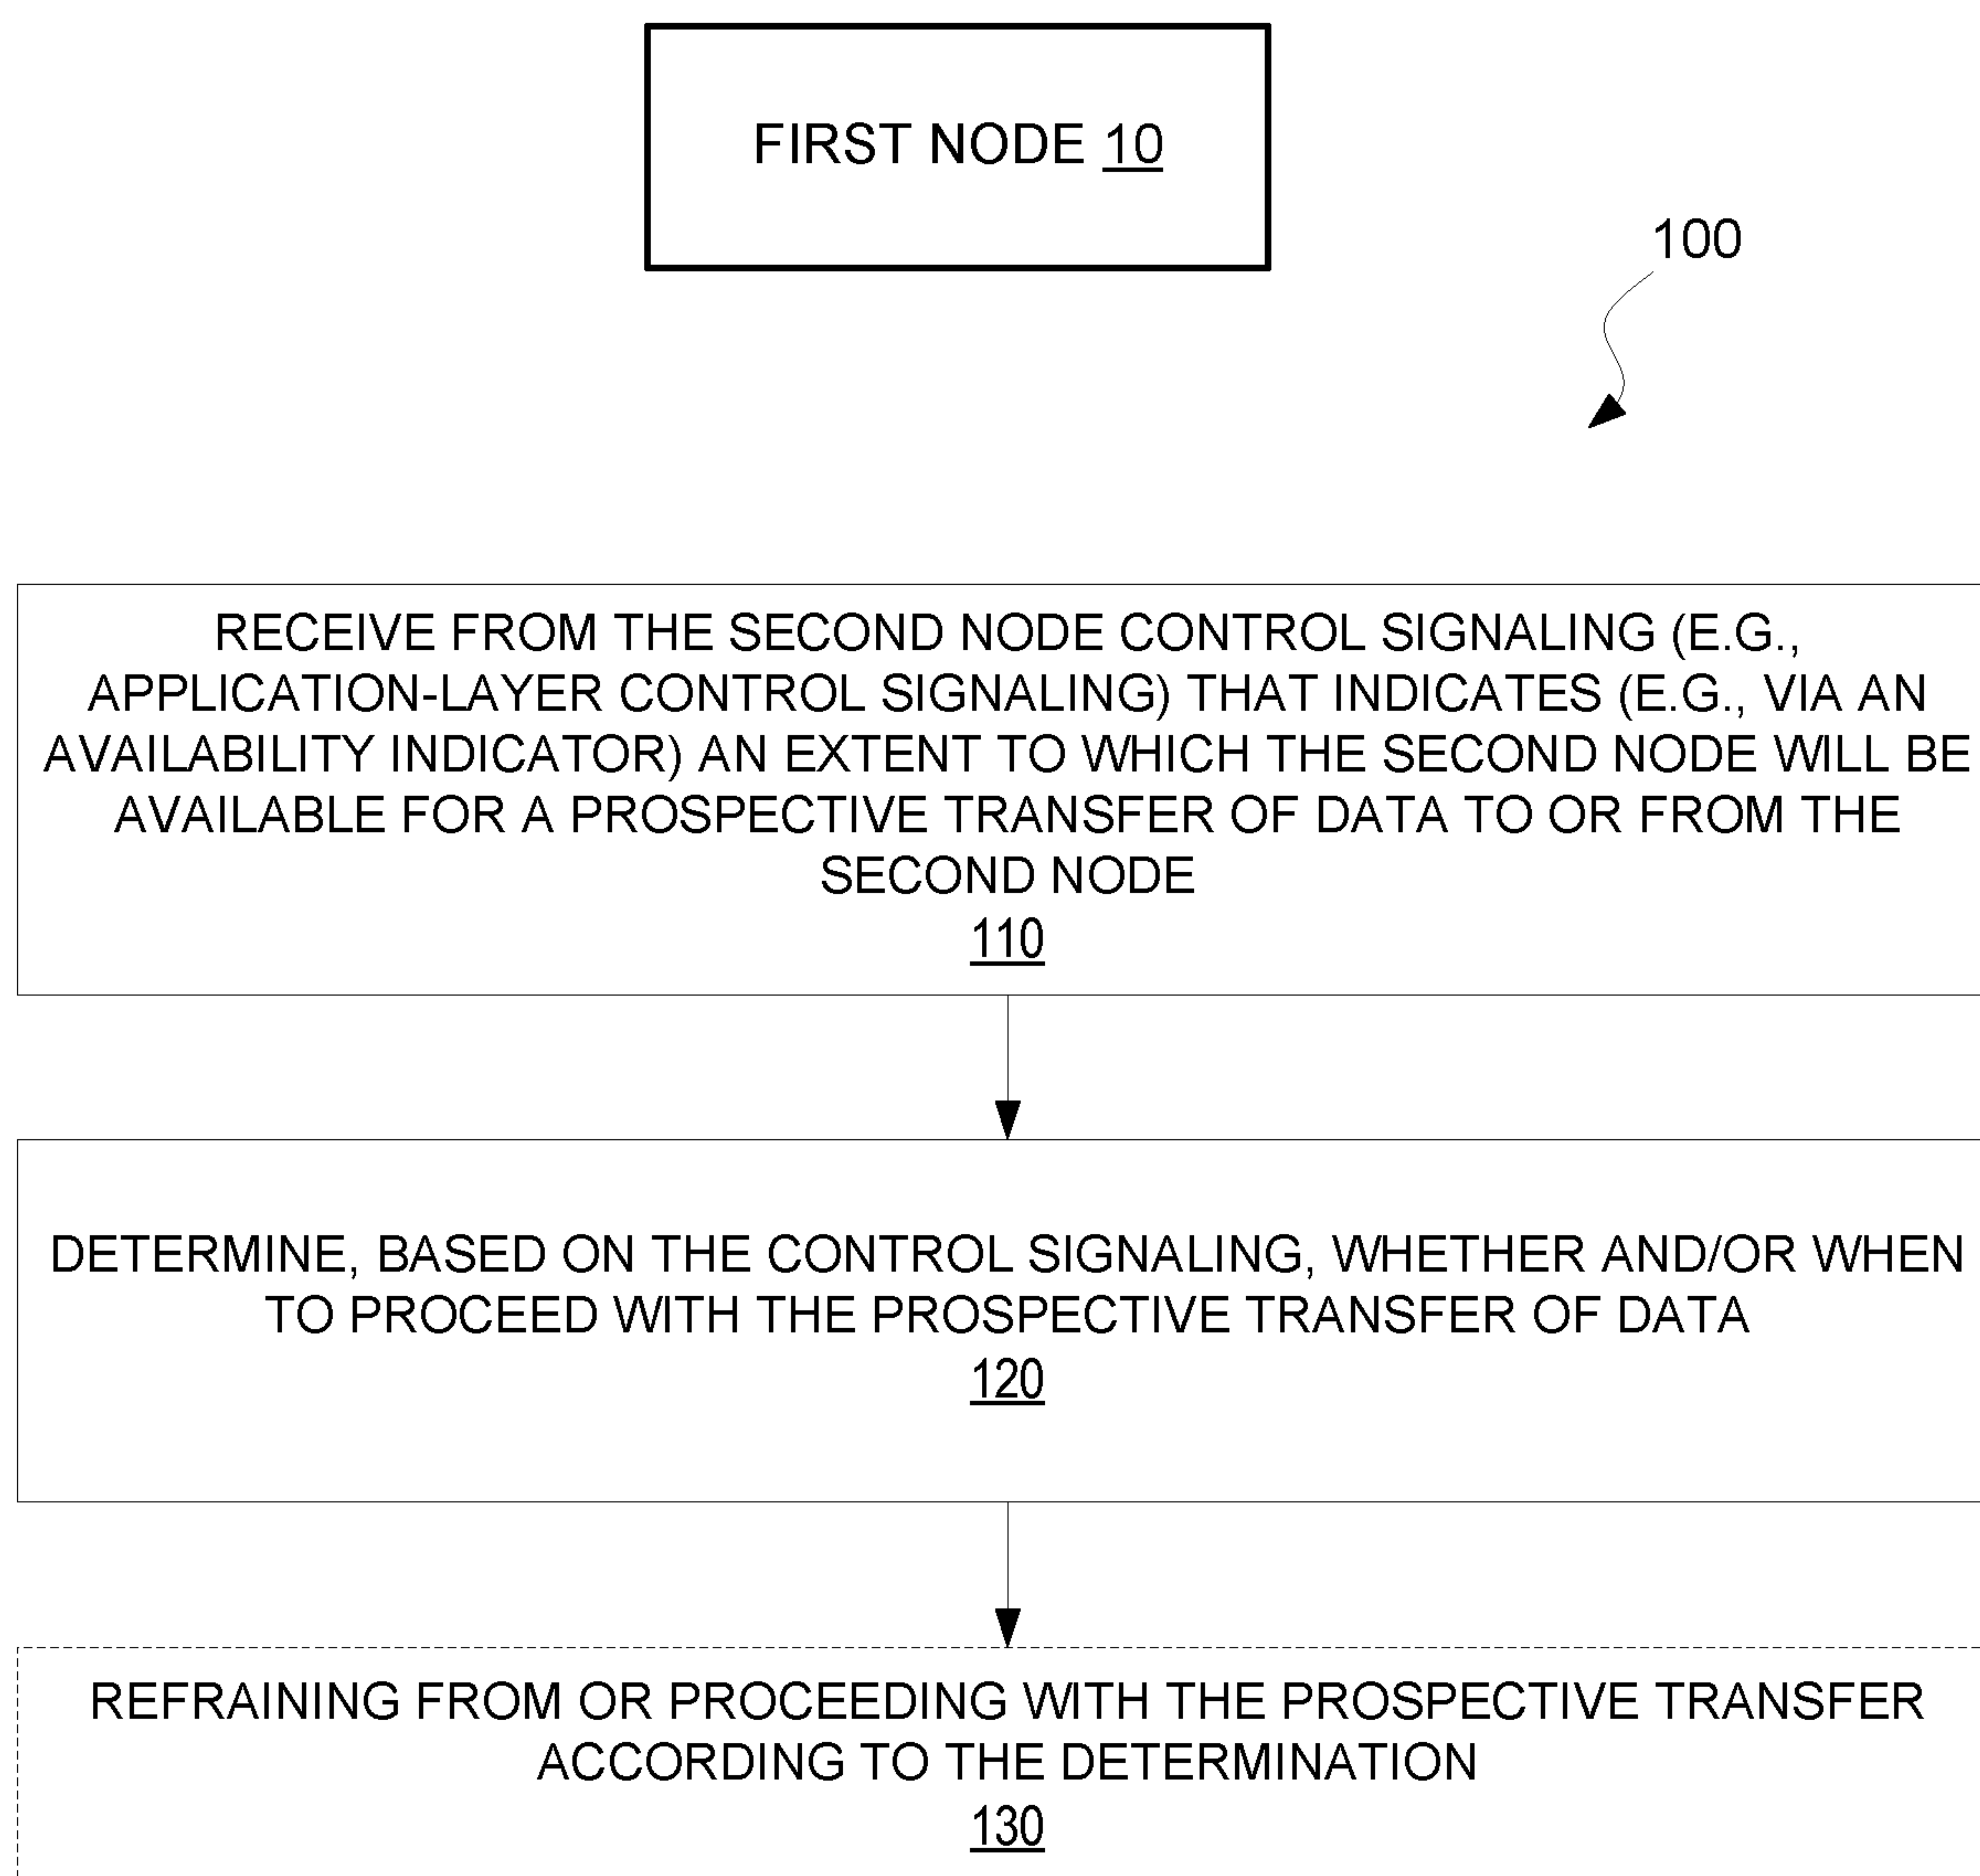 FIRST NODE 10
100
RECEIVE FROM THE SECOND NODE CONTROL SIGNALING (E.G.,
APPLICATION-LAYER CONTROL SIGNALING) THAT INDICATES (E.G., VIA AN
AVAILABILITY INDICATOR) AN EXTENT TO WHICH THE SECOND NODE WILL BE
AVAILABLE FOR A PROSPECTIVE TRANSFER OF DATA TO OR FROM THE
SECOND NODE
110
DETERMINE, BASED ON THE CONTROL SIGNALING, WHETHER AND/OR WHEN
TO PROCEED WITH THE PROSPECTIVE TRANSFER OF DATA
120
REFRAINING FROM OR PROCEEDING WITH THE PROSPECTIVE TRANSFER
ACCORDING TO THE DETERMINATION
130